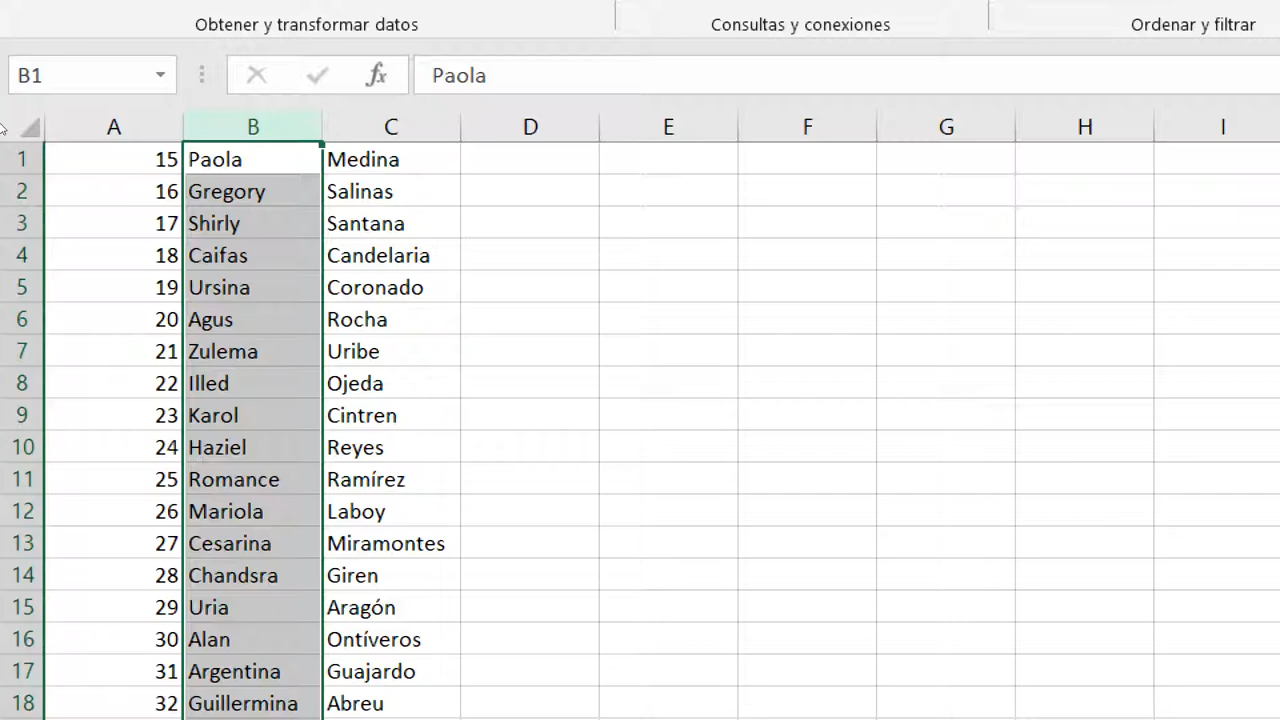 Obtener y transformar datos Consultas y conexiones Ordenar y filtrar
B1 fx Paola
A B C D E F G H I
1 15 Paola Medina
2 16 Gregory Salinas
3 17 Shirly Santana
4 18 Caifas Candelaria
5 19 Ursina Coronado
6 20 Agus Rocha
7 21 Zulema Uribe
8 22 Illed Ojeda
9 23 Karol Cintren
10 24 Haziel Reyes
11 25 Romance Ramírez
12 26 Mariola Laboy
13 27 Cesarina Miramontes
14 28 Chandsra Giren
15 29 Uria Aragón
16 30 Alan Ontíveros
17 31 Argentina Guajardo
18 32 Guillermina Abreu